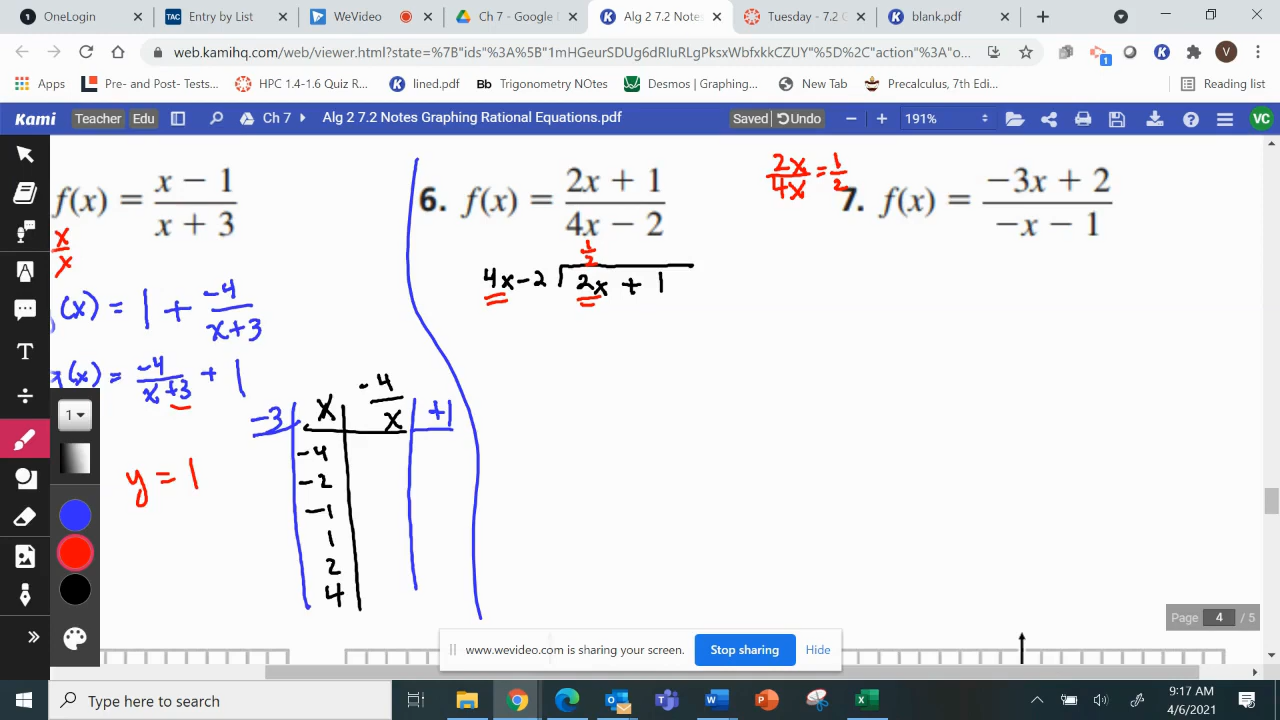 OneLogin
Entry by List
WeVideo
Ch 7 - Google D
Alg 2 7.2 Notes
Tuesday - 7.2 C
blank.pdf
web.kamihq.com/web/viewer.html?state=%7B"ids"%3A%5B"1mHGeurSDUg6dRIuRLgPksxWbfxkkCZUY"%5D%2C"action"%3A"o...
Apps
Pre- and Post-Tests...
HPC 1.4-1.6 Quiz R...
lined.pdf
Bb Trigonometry NOtes
Desmos | Graphing...
New Tab
Precalculus, 7th Edi...
Reading list
Kami
Teacher
Edu
Ch 7
Alg 2 7.2 Notes Graphing Rational Equations.pdf
Saved
Undo
191%
VC
f(x) = (x − 1)/(x + 3)
x/x
(x) = 1 + -4/(x+3)
(x) = -4/(x+3) + 1
y = 1
-3 | x | -4/x | +1
-4
-2
-1
1
2
4
6. f(x) = (2x + 1)/(4x − 2)
1/2
4x-2 2x + 1
2x/4x = 1/2
7. f(x) = (−3x + 2)/(−x − 1)
1
T
Page 4 / 5
www.wevideo.com is sharing your screen.
Stop sharing
Hide
Type here to search
9:17 AM
4/6/2021